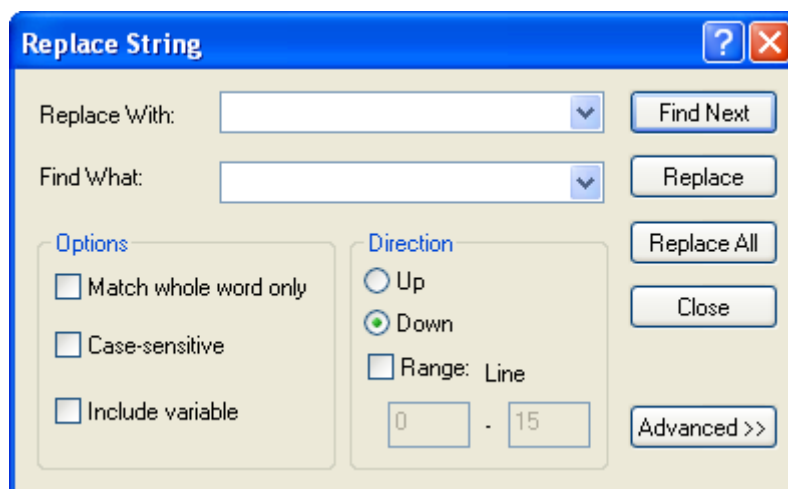 Replace String
Replace With:
Find Next
Find What:
Replace
Options
Direction
Replace All
Match whole word only
Up
Close
Case-sensitive
Down
Range: Line
Include variable
0 - 15
Advanced >>